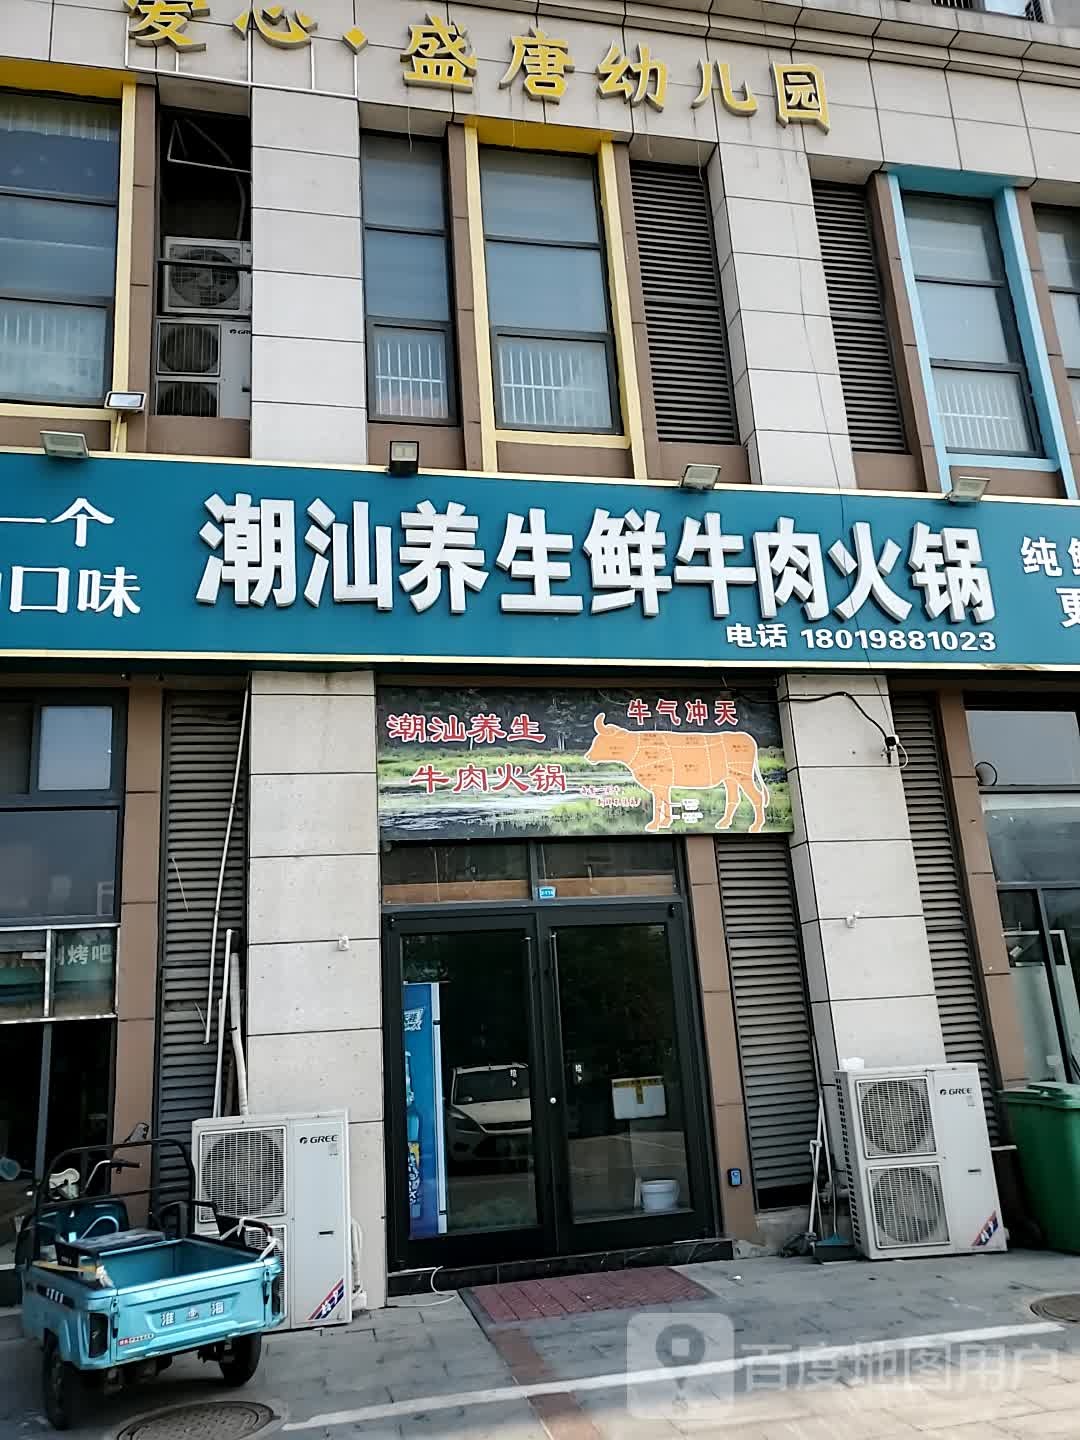 爱心·盛唐幼儿园
一个
口味
潮汕养生鲜牛肉火锅
电话 18019881023
纯
潮汕养生
牛肉火锅
牛气冲天
烤吧
GREE
GREE
GREE
淮海
百度地图用户